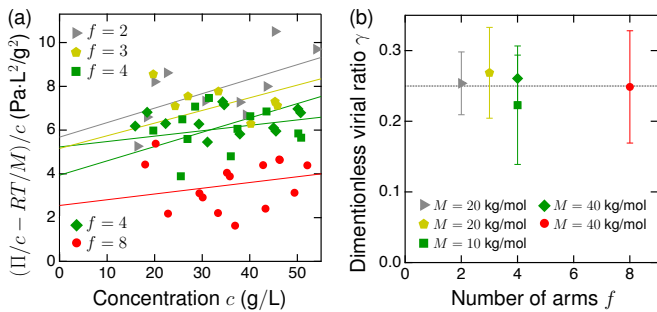 (a)
(Π/c − RT/M)/c (Pa·L²/g²)
10
8
6
4
2
0
f = 2
f = 3
f = 4
f = 4
f = 8
0 10 20 30 40 50
Concentration c (g/L)
(b)
Dimentionless virial ratio γ
0.3
0.2
0.1
0.0
M = 20 kg/mol
M = 20 kg/mol
M = 10 kg/mol
M = 40 kg/mol
M = 40 kg/mol
0 2 4 6 8
Number of arms f